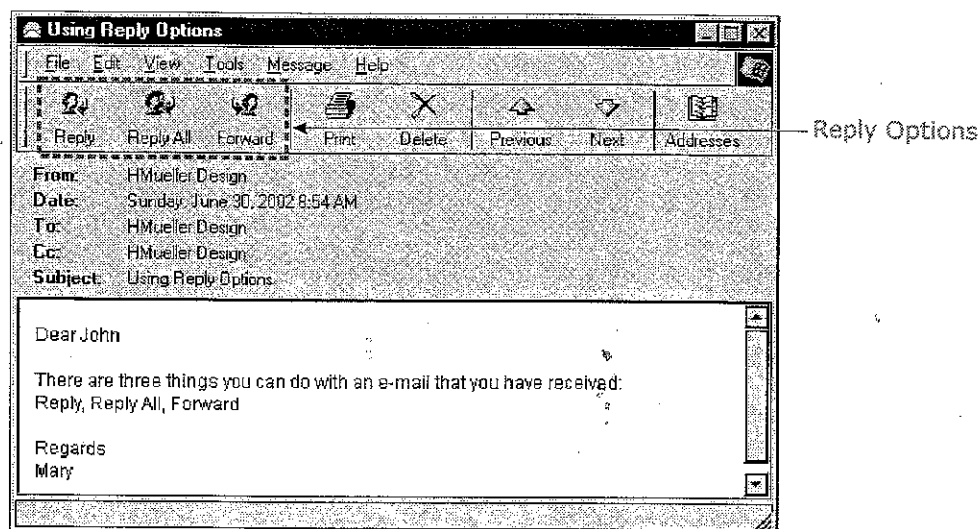 Using Reply Options
File Edit View Tools Message Help
Reply Reply All Forward Print Delete Previous Next Addresses
Reply Options
From: HMueller Design
Date: Sunday, June 30, 2002 8:54 AM
To: HMueller Design
Cc: HMueller Design
Subject: Using Reply Options
Dear John
There are three things you can do with an e-mail that you have received:
Reply, Reply All, Forward
Regards
Mary